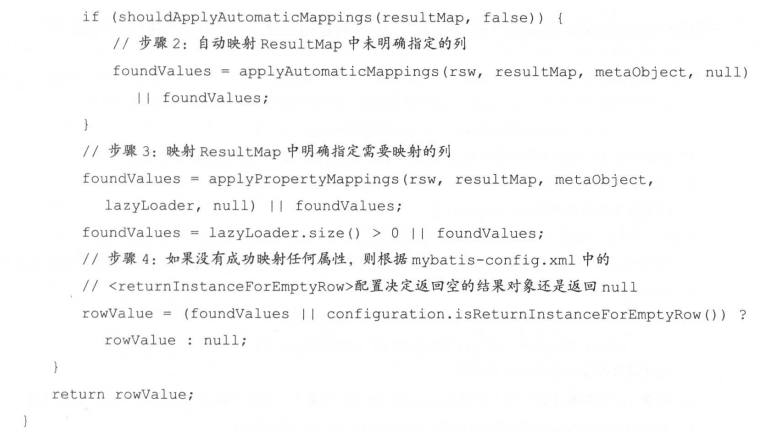 if (shouldApplyAutomaticMappings(resultMap, false)) {
// 步骤 2：自动映射 ResultMap 中未明确指定的列
foundValues = applyAutomaticMappings(rsw, resultMap, metaObject, null)
|| foundValues;
}
// 步骤 3：映射 ResultMap 中明确指定需要映射的列
foundValues = applyPropertyMappings(rsw, resultMap, metaObject,
lazyLoader, null) || foundValues;
foundValues = lazyLoader.size() > 0 || foundValues;
// 步骤 4：如果没有成功映射任何属性，则根据 mybatis-config.xml 中的
// <returnInstanceForEmptyRow>配置决定返回空的结果对象还是返回 null
rowValue = (foundValues || configuration.isReturnInstanceForEmptyRow()) ?
rowValue : null;
}
return rowValue;
}